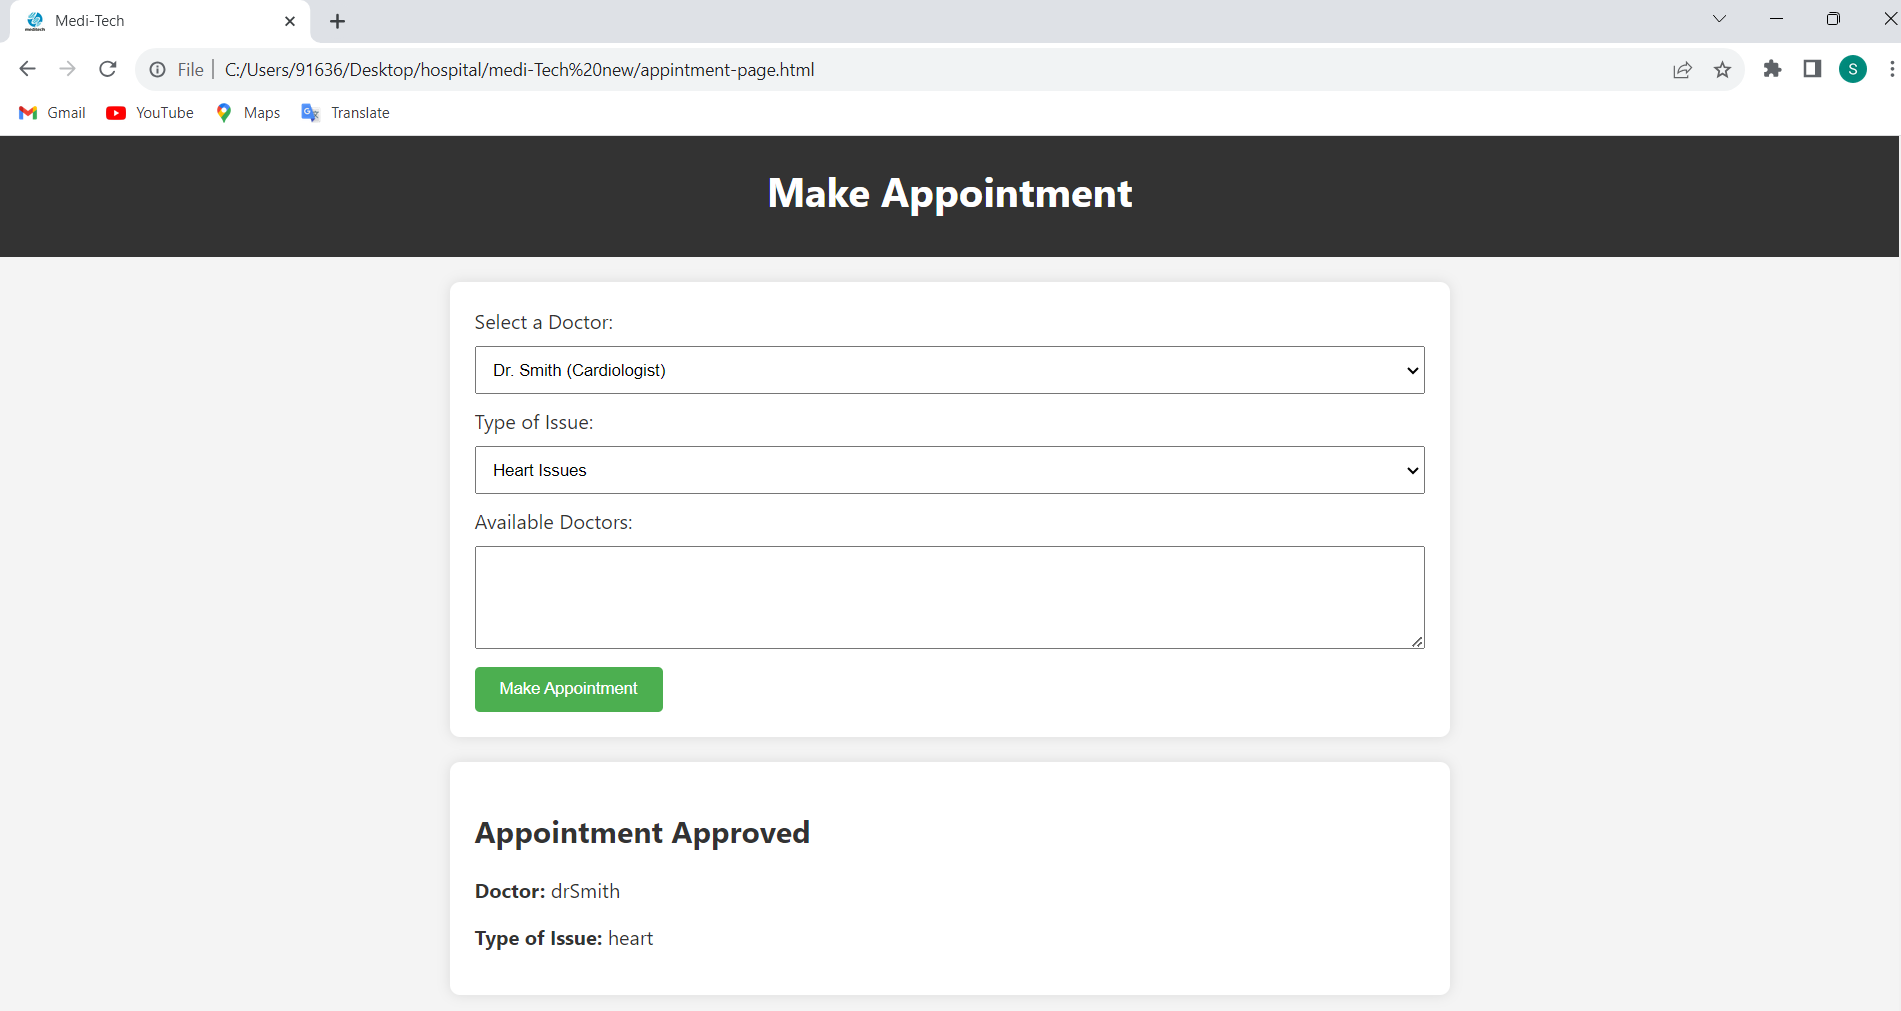 Medi-Tech
File C:/Users/91636/Desktop/hospital/medi-Tech%20new/appintment-page.html
S
Gmail YouTube Maps Translate
Make Appointment
Select a Doctor:
Dr. Smith (Cardiologist)
Type of Issue:
Heart Issues
Available Doctors:
Make Appointment
Appointment Approved
Doctor: drSmith
Type of Issue: heart